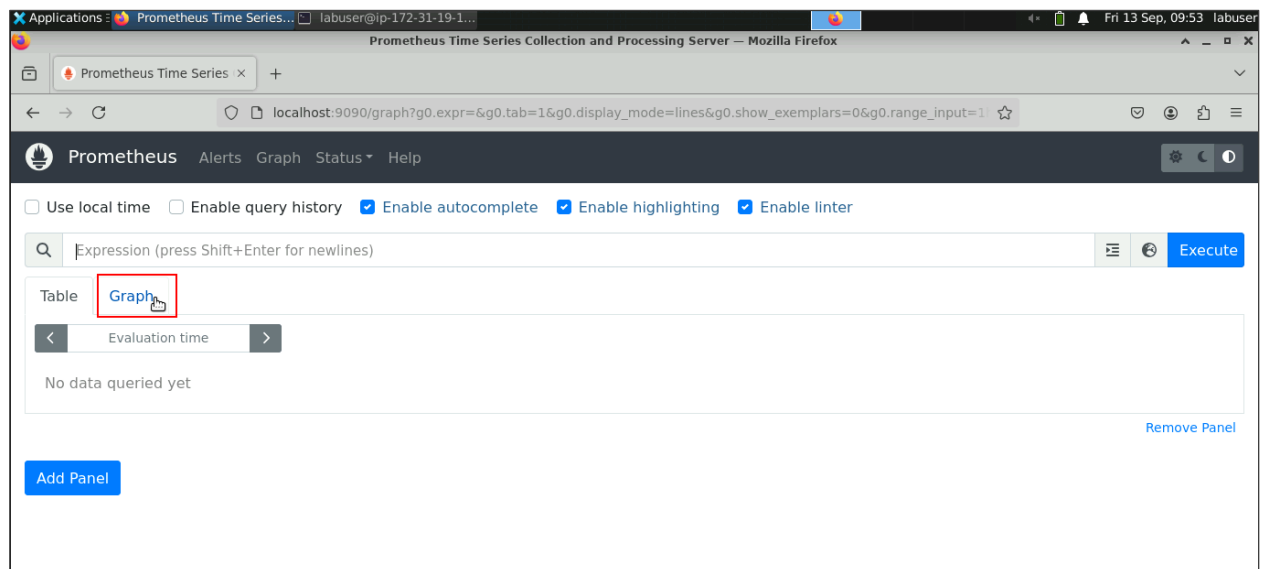 Applications Prometheus Time Series... labuser@ip-172-31-19-1... Fri 13 Sep, 09:53 labuser
Prometheus Time Series Collection and Processing Server — Mozilla Firefox
Prometheus Time Series
localhost:9090/graph?g0.expr=&g0.tab=1&g0.display_mode=lines&g0.show_exemplars=0&g0.range_input=1
Prometheus Alerts Graph Status Help
Use local time Enable query history Enable autocomplete Enable highlighting Enable linter
Expression (press Shift+Enter for newlines) Execute
Table Graph
Evaluation time
No data queried yet
Remove Panel
Add Panel